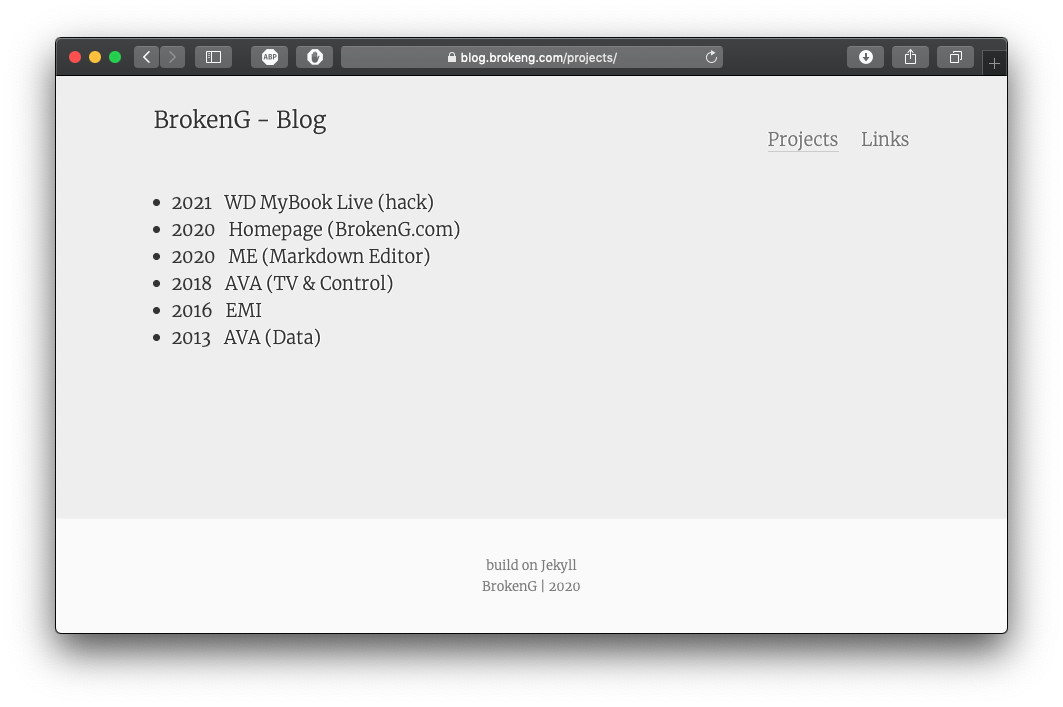 ABP
blog.brokeng.com/projects/
BrokenG - Blog
Projects Links
2021 WD MyBook Live (hack)
2020 Homepage (BrokenG.com)
2020 ME (Markdown Editor)
2018 AVA (TV & Control)
2016 EMI
2013 AVA (Data)
build on Jekyll
BrokenG | 2020